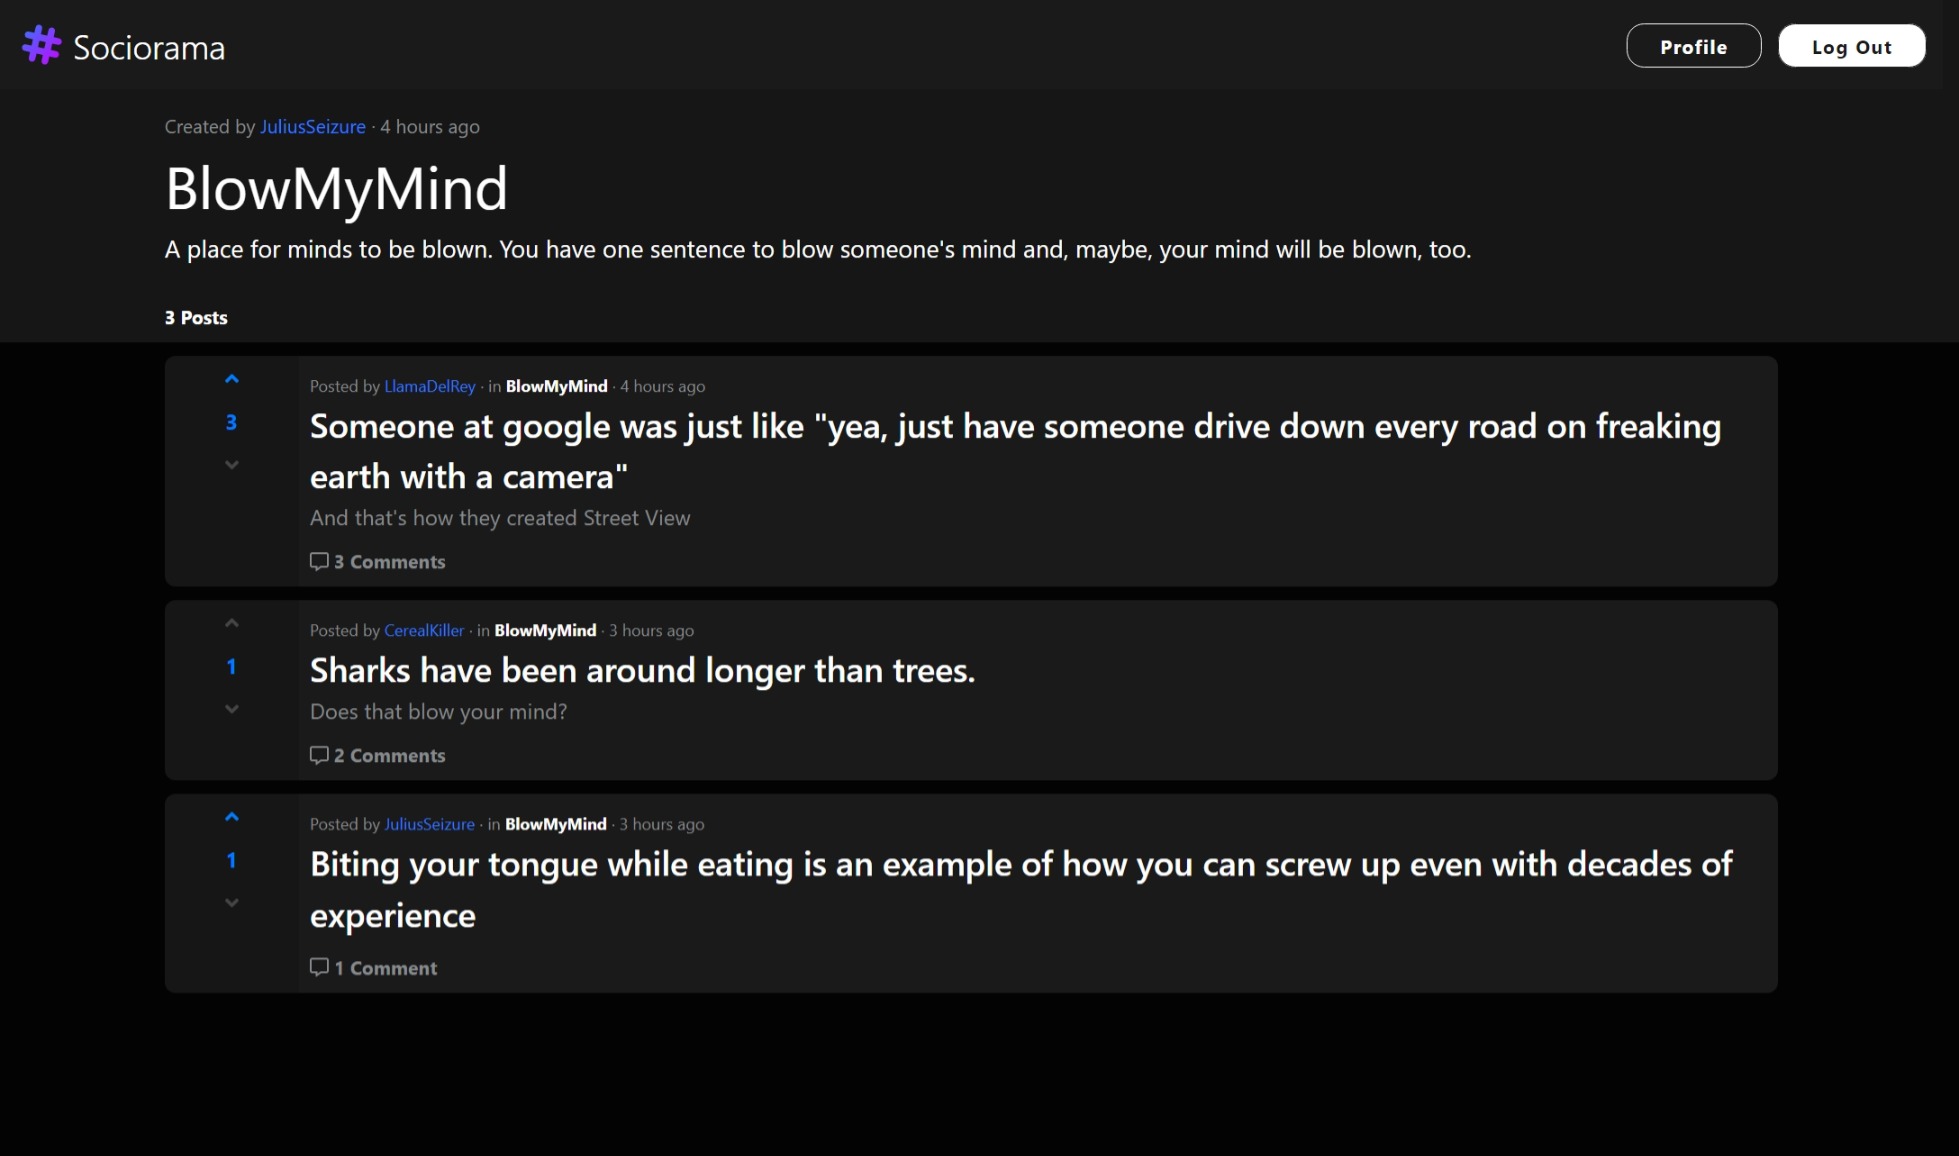 Sociorama
Profile
Log Out
Created by JuliusSeizure · 4 hours ago
BlowMyMind
A place for minds to be blown. You have one sentence to blow someone's mind and, maybe, your mind will be blown, too.
3 Posts
Posted by LlamaDelRey · in BlowMyMind · 4 hours ago
3
Someone at google was just like "yea, just have someone drive down every road on freaking
earth with a camera"
And that's how they created Street View
3 Comments
Posted by CerealKiller · in BlowMyMind · 3 hours ago
1
Sharks have been around longer than trees.
Does that blow your mind?
2 Comments
Posted by JuliusSeizure · in BlowMyMind · 3 hours ago
1
Biting your tongue while eating is an example of how you can screw up even with decades of
experience
1 Comment